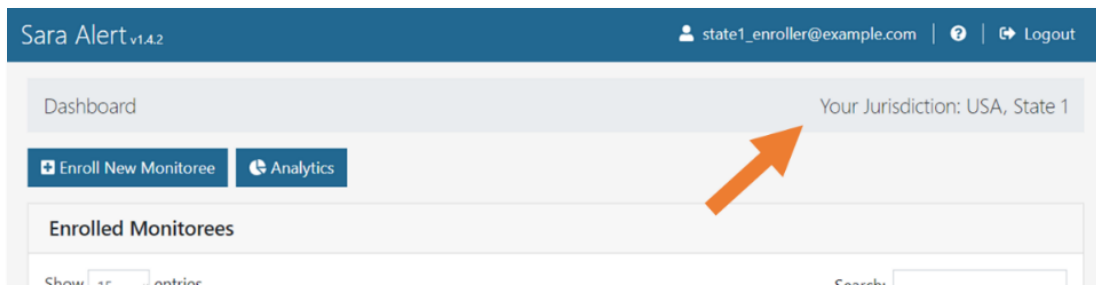 Sara Alert v1.4.2 state1_enroller@example.com | ? | Logout
Dashboard Your Jurisdiction: USA, State 1
Enroll New Monitoree Analytics
Enrolled Monitorees
Show 15 entries Search: